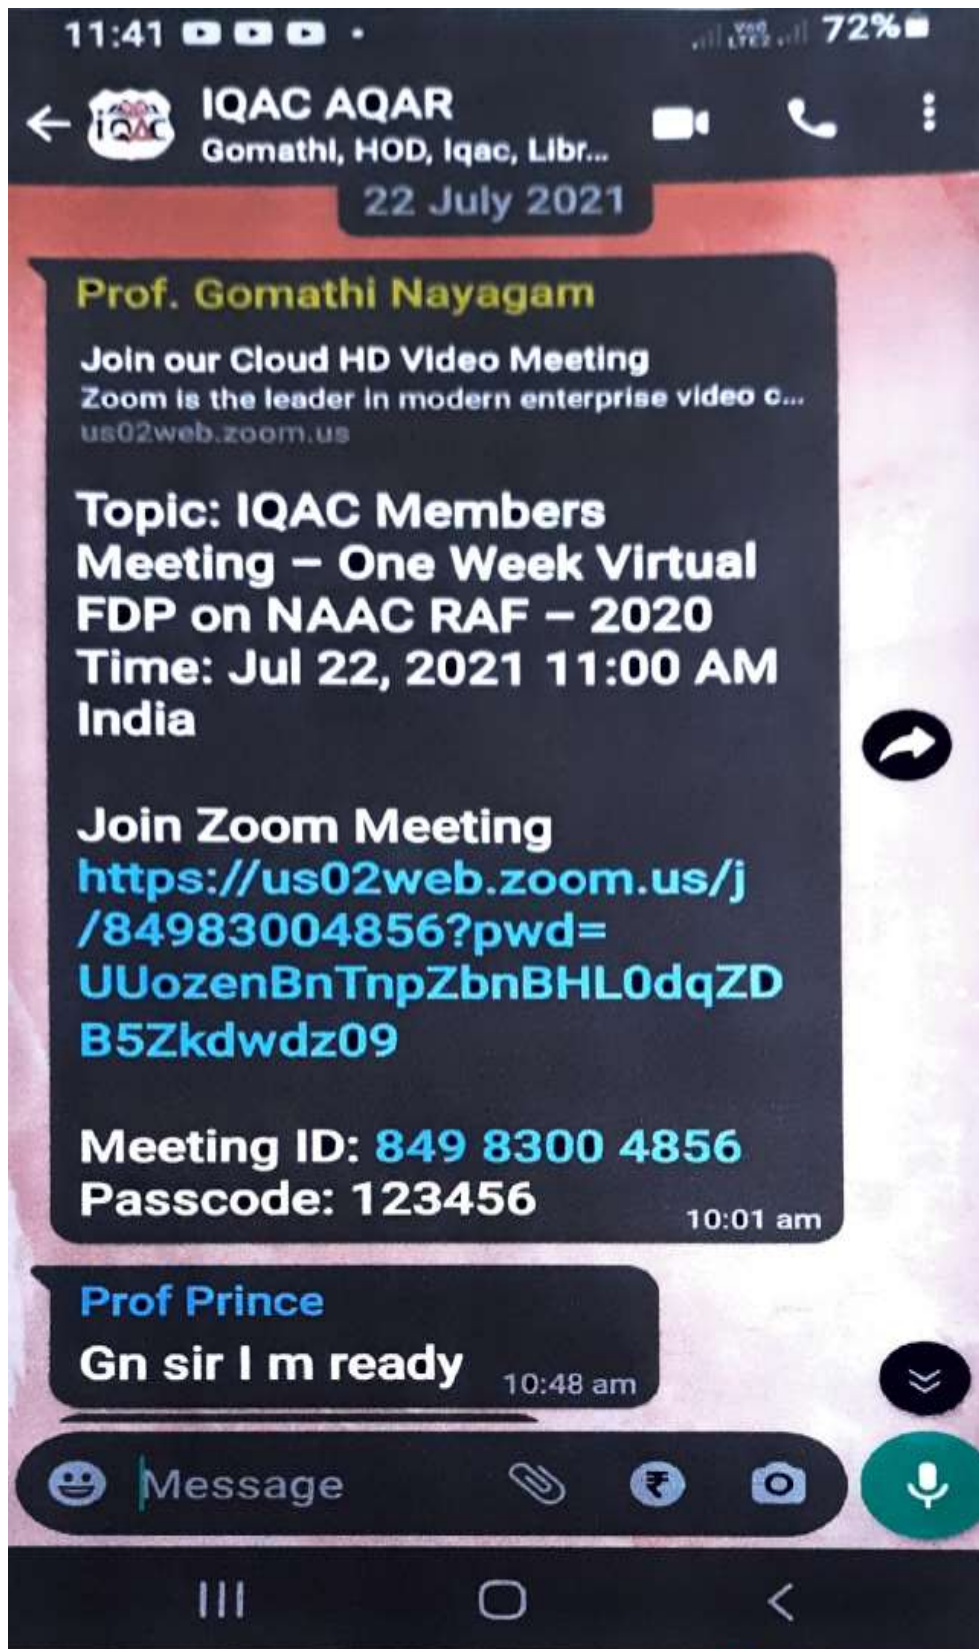 11:41
VoD LTE2 72%
IQAC AQAR
IQAC
Gomathi, HOD, Iqac, Libr...
22 July 2021
Prof. Gomathi Nayagam
Join our Cloud HD Video Meeting
Zoom is the leader in modern enterprise video c...
us02web.zoom.us
Topic: IQAC Members
Meeting – One Week Virtual
FDP on NAAC RAF – 2020
Time: Jul 22, 2021 11:00 AM
India
Join Zoom Meeting
https://us02web.zoom.us/j
/84983004856?pwd=
UUozenBnTnpZbnBHL0dqZD
B5Zkdwdz09
Meeting ID: 849 8300 4856
Passcode: 123456
10:01 am
Prof Prince
Gn sir I m ready
10:48 am
Message